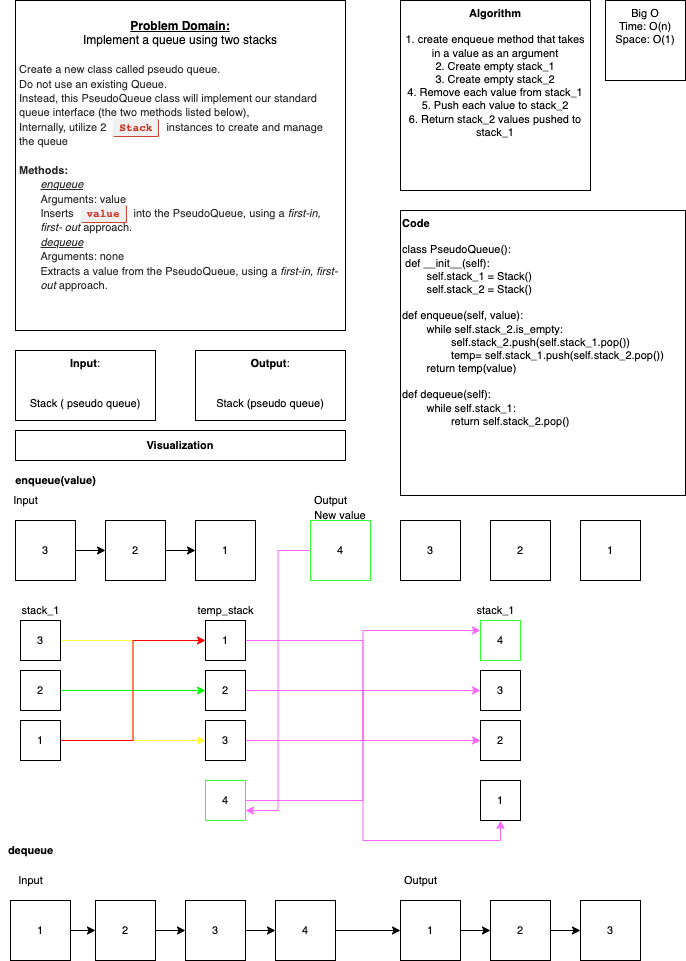 Problem Domain:
Implement a queue using two stacks
Create a new class called pseudo queue.
Do not use an existing Queue.
Instead, this PseudoQueue class will implement our standard
queue interface (the two methods listed below),
Internally, utilize 2 Stack instances to create and manage
the queue
Methods:
enqueue
Arguments: value
Inserts value into the PseudoQueue, using a first-in,
first- out approach.
dequeue
Arguments: none
Extracts a value from the PseudoQueue, using a first-in, first-
out approach.
Algorithm
1. create enqueue method that takes
in a value as an argument
2. Create empty stack_1
3. Create empty stack_2
4. Remove each value from stack_1
5. Push each value to stack_2
6. Return stack_2 values pushed to
stack_1
Big O
Time: O(n)
Space: O(1)
Code
class PseudoQueue():
def __init__(self):
self.stack_1 = Stack()
self.stack_2 = Stack()
def enqueue(self, value):
while self.stack_2.is_empty:
self.stack_2.push(self.stack_1.pop())
temp= self.stack_1.push(self.stack_2.pop())
return temp(value)
def dequeue(self):
while self.stack_1:
return self.stack_2.pop()
Input:
Stack ( pseudo queue)
Output:
Stack (pseudo queue)
Visualization
enqueue(value)
Input
Output
New value
3 2 1 4 3 2 1
stack_1 temp_stack stack_1
3 1 4
2 2 3
1 3 2
4 1
dequeue
Input Output
1 2 3 4 1 2 3